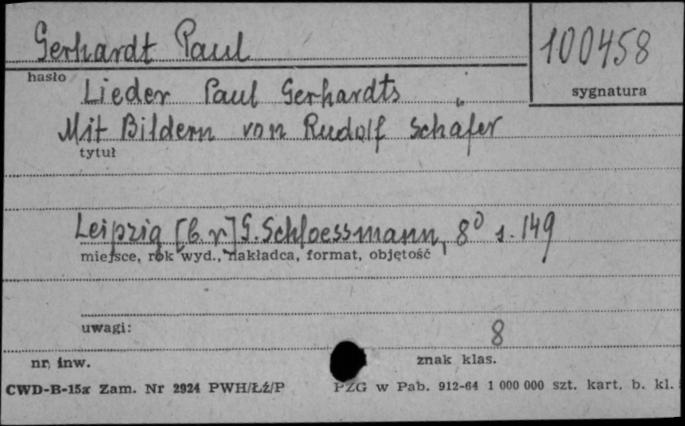 Gerhardt Paul
100458
hasło
sygnatura
Lieder Paul Gerhardts
Mit Bildern von Rudolf Schäfer
tytuł
Leipzig [b.r] G. Schloessmann, 8° s. 149
miejsce, rok wyd., nakładca, format, objętość
uwagi:
8
nr. inw.
znak klas.
CWD-B-15x Zam. Nr 2924 PWH/ŁŹ/P
PZG w Pab. 912-64 1 000 000 szt. kart. b. kl.